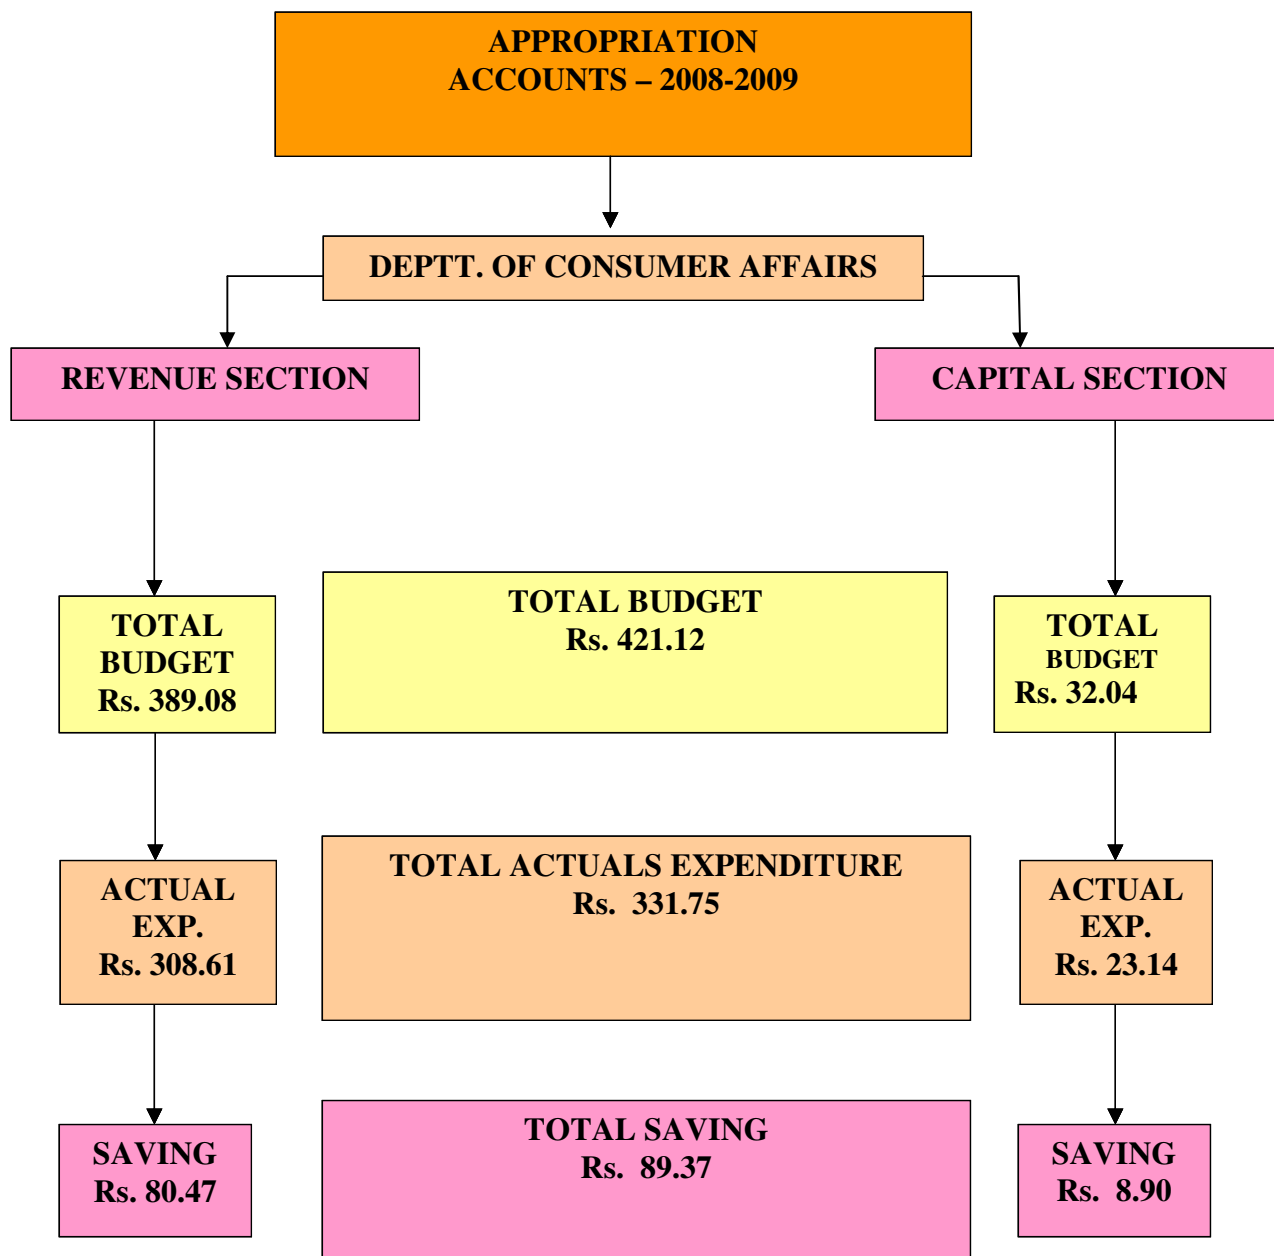 APPROPRIATION
ACCOUNTS – 2008-2009
DEPTT. OF CONSUMER AFFAIRS
REVENUE SECTION
CAPITAL SECTION
TOTAL
BUDGET
Rs. 389.08
TOTAL BUDGET
Rs. 421.12
TOTAL
BUDGET
Rs. 32.04
ACTUAL
EXP.
Rs. 308.61
TOTAL ACTUALS EXPENDITURE
Rs.  331.75
ACTUAL
EXP.
Rs. 23.14
SAVING
Rs. 80.47
TOTAL SAVING
Rs.  89.37
SAVING
Rs.  8.90